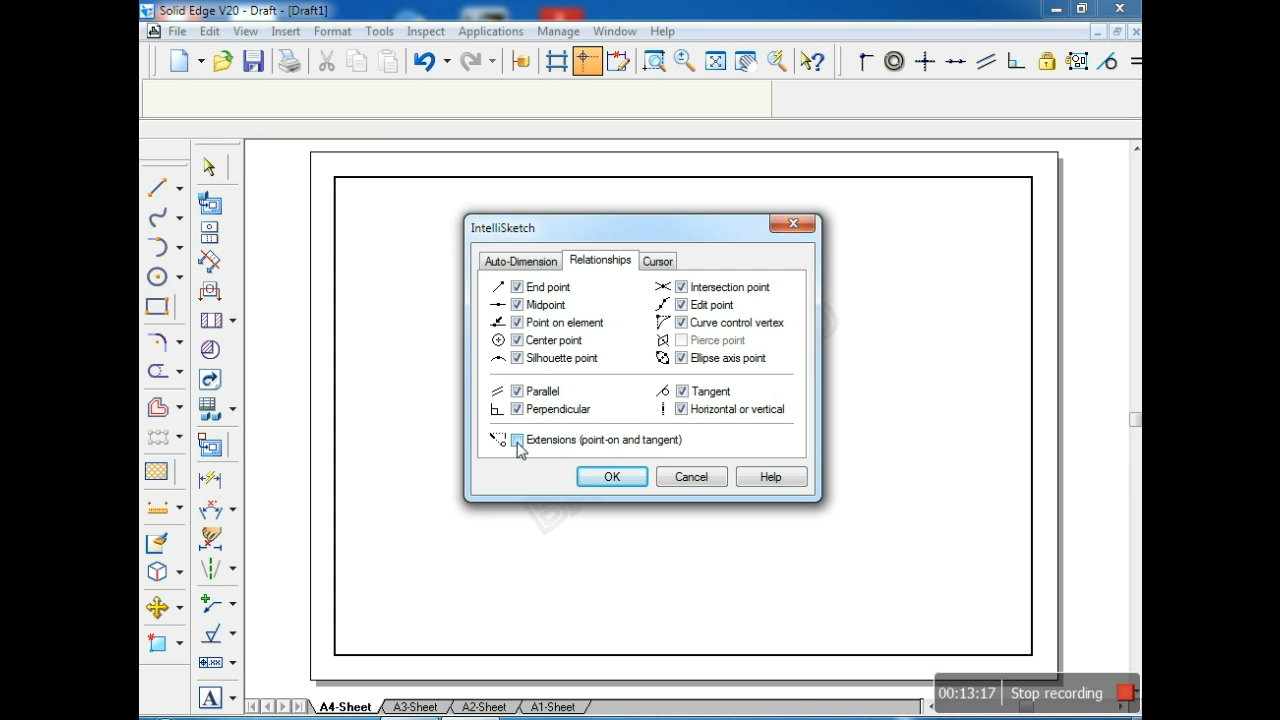 Solid Edge V20 - Draft - [Draft1]
File Edit View Insert Format Tools Inspect Applications Manage Window Help
IntelliSketch
Auto-Dimension Relationships Cursor
End point Intersection point
Midpoint Edit point
Point on element Curve control vertex
Center point Pierce point
Silhouette point Ellipse axis point
Parallel Tangent
Perpendicular Horizontal or vertical
Extensions (point-on and tangent)
OK Cancel Help
A4-Sheet A3-Sheet A2-Sheet A1-Sheet
00:13:17 Stop recording